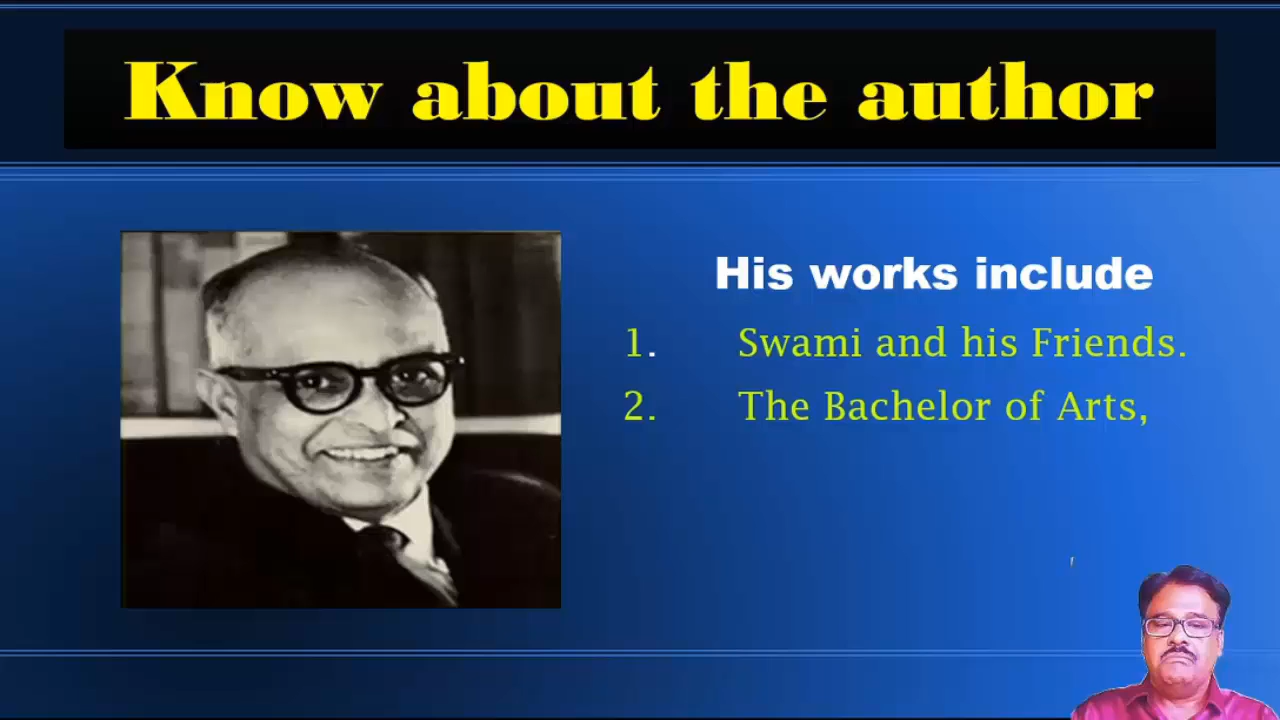 Know about the author
His works include
1. Swami and his Friends.
2. The Bachelor of Arts,